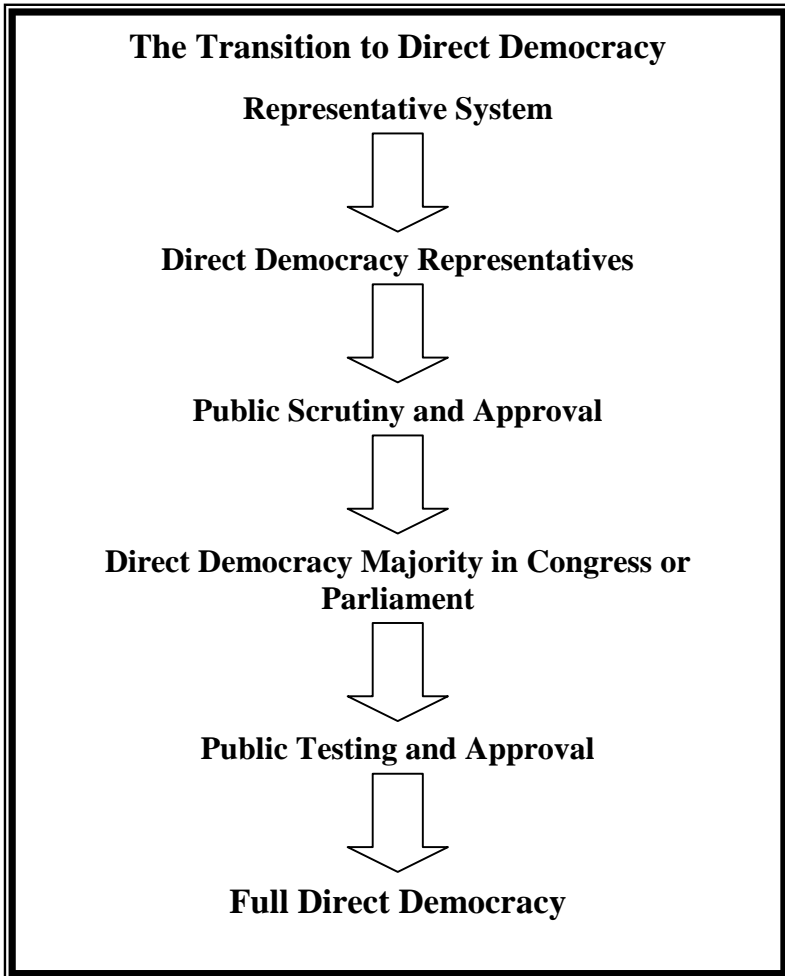 The Transition to Direct Democracy
Representative System
Direct Democracy Representatives
Public Scrutiny and Approval
Direct Democracy Majority in Congress or
Parliament
Public Testing and Approval
Full Direct Democracy